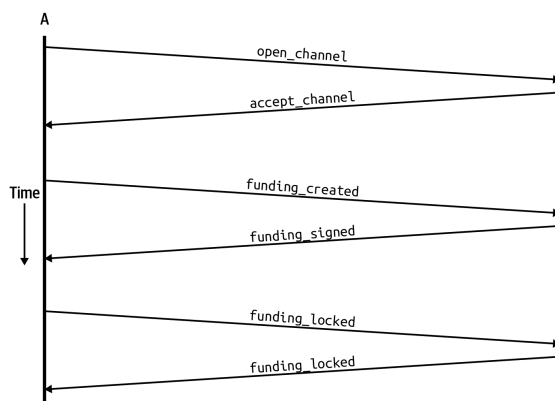 A
open_channel
accept_channel
funding_created
Time
funding_signed
funding_locked
funding_locked